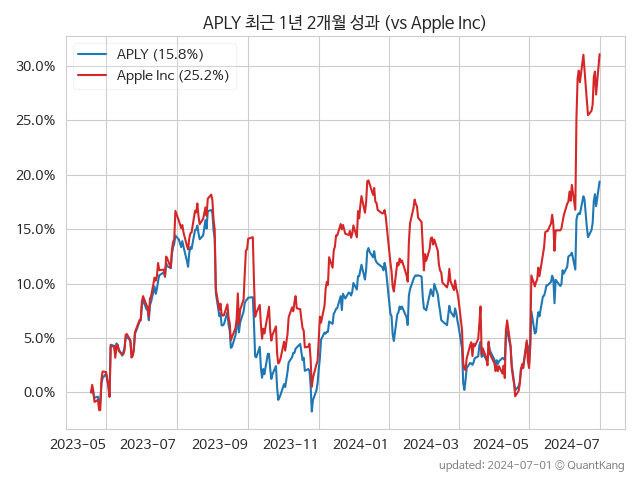 APLY 최근 1년 2개월 성과 (vs Apple Inc)
APLY (15.8%)
Apple Inc (25.2%)
30.0%
25.0%
20.0%
15.0%
10.0%
5.0%
0.0%
2023-05 2023-07 2023-09 2023-11 2024-01 2024-03 2024-05 2024-07
updated: 2024-07-01 © QuantKang